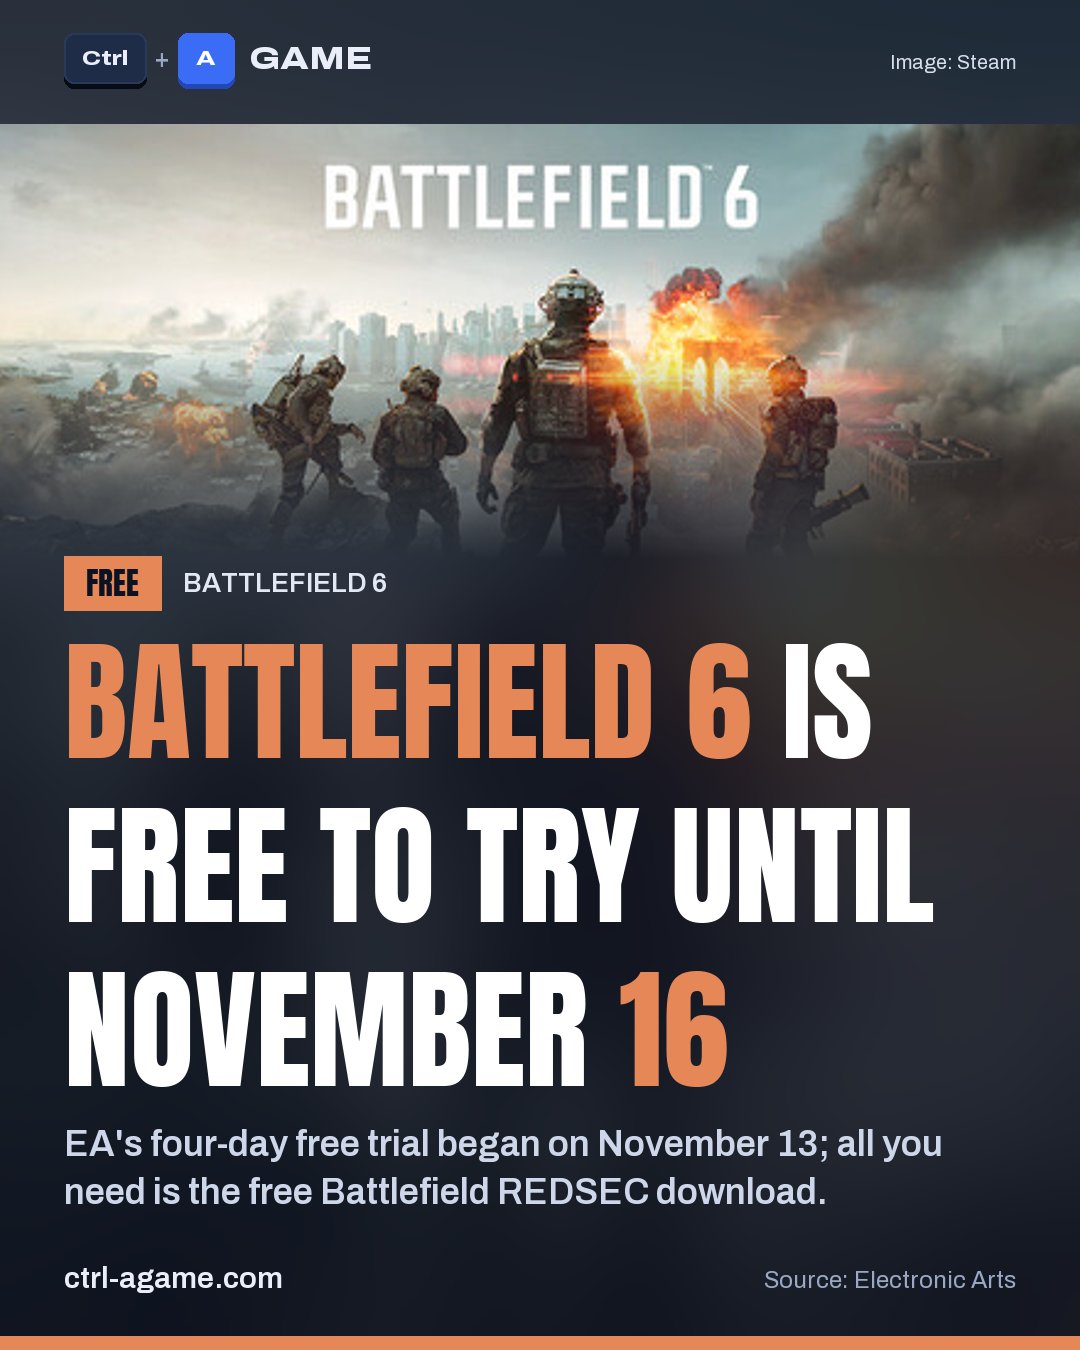 Ctrl + A GAME
Image: Steam
BATTLEFIELD™ 6
FREE BATTLEFIELD 6
BATTLEFIELD 6 IS
FREE TO TRY UNTIL
NOVEMBER 16
EA's four-day free trial began on November 13; all you
need is the free Battlefield REDSEC download.
ctrl-agame.com
Source: Electronic Arts